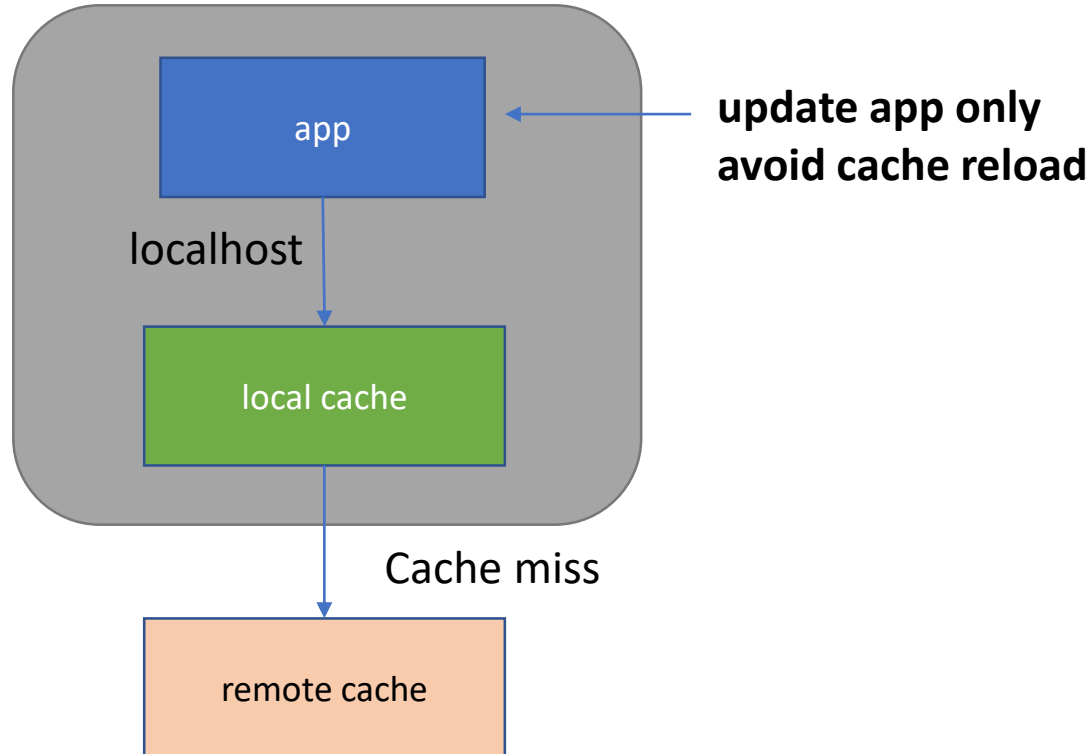 app
update app only
avoid cache reload
localhost
local cache
Cache miss
remote cache